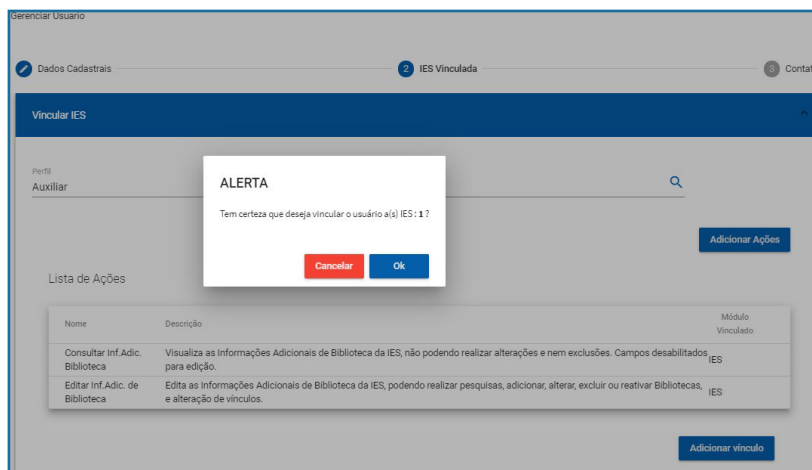 Gerenciar Usuario
Dados Cadastrais
2 IES Vinculada
3 Contat
Vincular IES
Perfil
Auxiliar
ALERTA
Tem certeza que deseja vincular o usuário a(s) IES : 1 ?
Cancelar Ok
Adicionar Ações
Lista de Ações
Nome Descrição Módulo Vinculado
Consultar Inf.Adic. Biblioteca Visualiza as Informações Adicionais de Biblioteca da IES, não podendo realizar alterações e nem exclusões. Campos desabilitados para edição. IES
Editar Inf.Adic. de Biblioteca Edita as Informações Adicionais de Biblioteca da IES, podendo realizar pesquisas, adicionar, alterar, excluir ou reativar Bibliotecas, e alteração de vínculos. IES
Adicionar vínculo